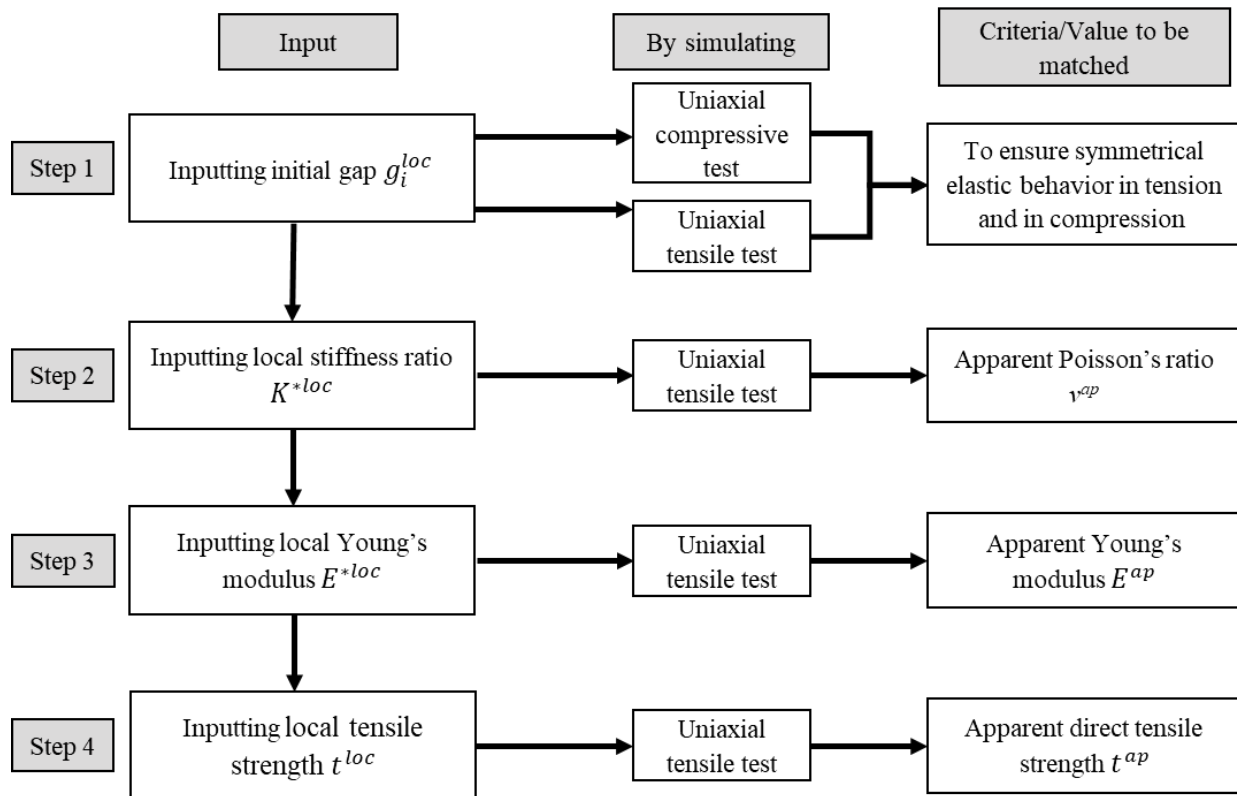 Input
By simulating
Criteria/Value to be
matched
Step 1
Inputting initial gap g_i^{loc}
Uniaxial
compressive
test
Uniaxial
tensile test
To ensure symmetrical
elastic behavior in tension
and in compression
Step 2
Inputting local stiffness ratio
K^{*loc}
Uniaxial
tensile test
Apparent Poisson’s ratio
v^{ap}
Step 3
Inputting local Young’s
modulus E^{*loc}
Uniaxial
tensile test
Apparent Young’s
modulus E^{ap}
Step 4
Inputting local tensile
strength t^{loc}
Uniaxial
tensile test
Apparent direct tensile
strength t^{ap}